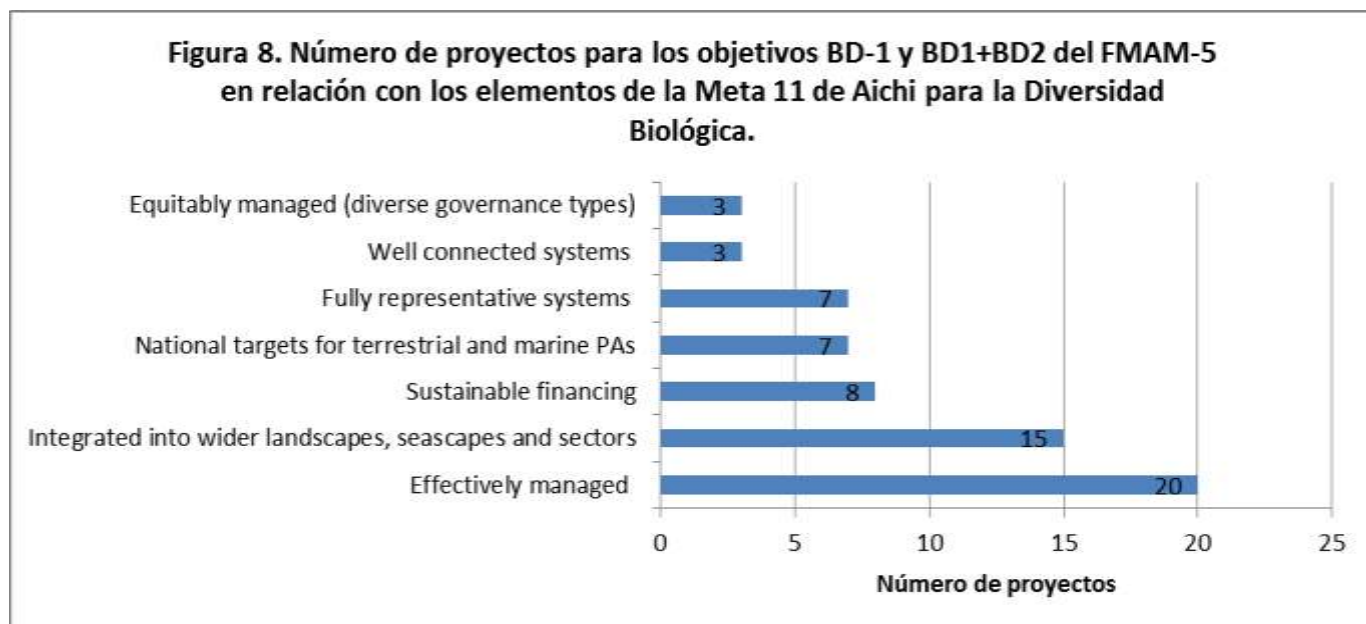 Figura 8. Número de proyectos para los objetivos BD-1 y BD1+BD2 del FMAM-5
en relación con los elementos de la Meta 11 de Aichi para la Diversidad
Biológica.
Equitably managed (diverse governance types) 3
Well connected systems 3
Fully representative systems 7
National targets for terrestrial and marine PAs 7
Sustainable financing 8
Integrated into wider landscapes, seascapes and sectors 15
Effectively managed 20
0 5 10 15 20 25
Número de proyectos